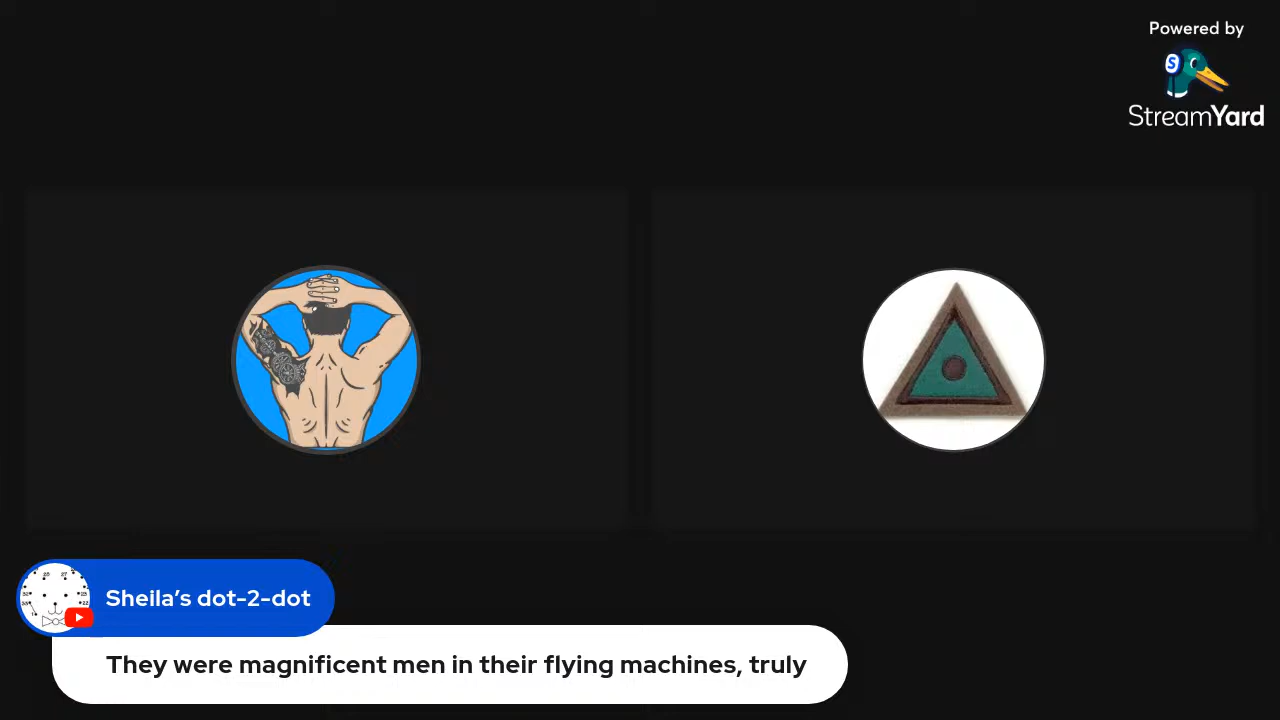 Powered by
StreamYard
Sheila’s dot-2-dot
They were magnificent men in their flying machines, truly